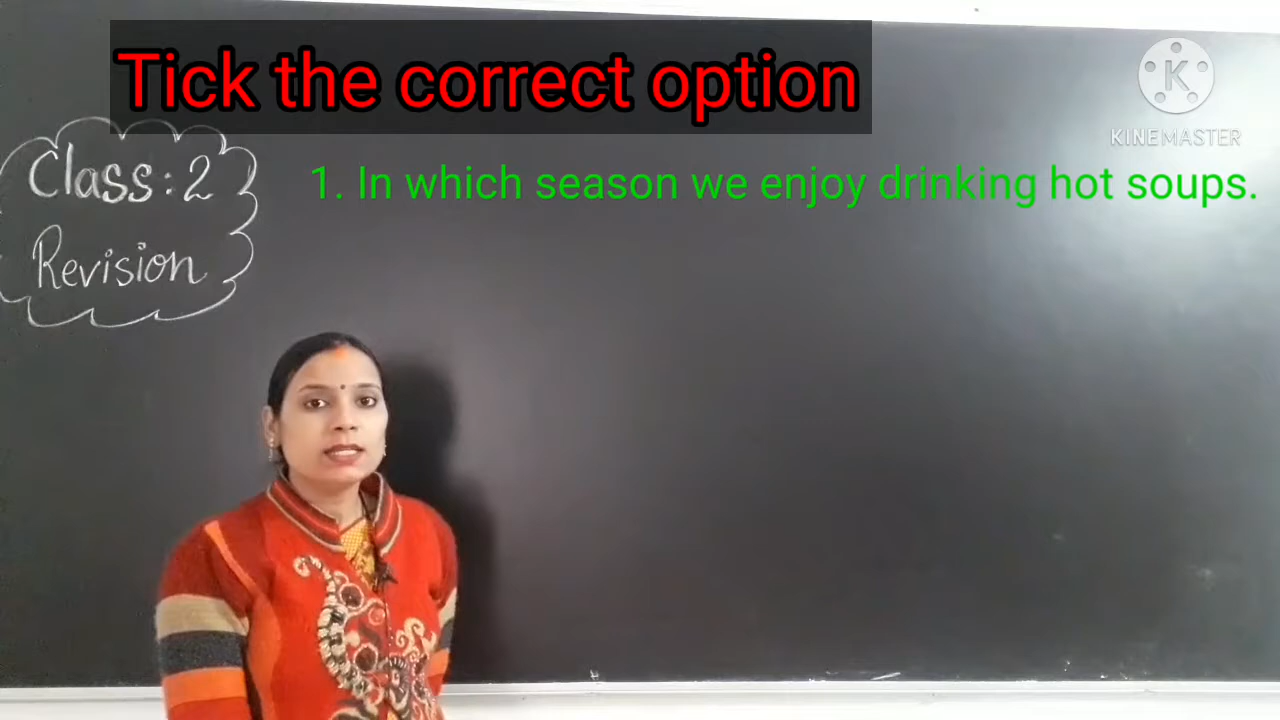 Tick the correct option
KINEMASTER
Class : 2
Revision
1. In which season we enjoy drinking hot soups.